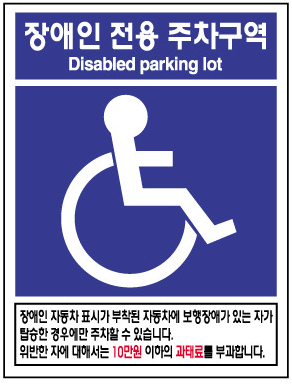 장애인 전용 주차구역
Disabled parking lot
장애인 자동차 표시가 부착된 자동차에 보행장애가 있는 자가
탑승한 경우에만 주차할 수 있습니다.
위반한 자에 대해서는 10만원 이하의 과태료를 부과합니다.